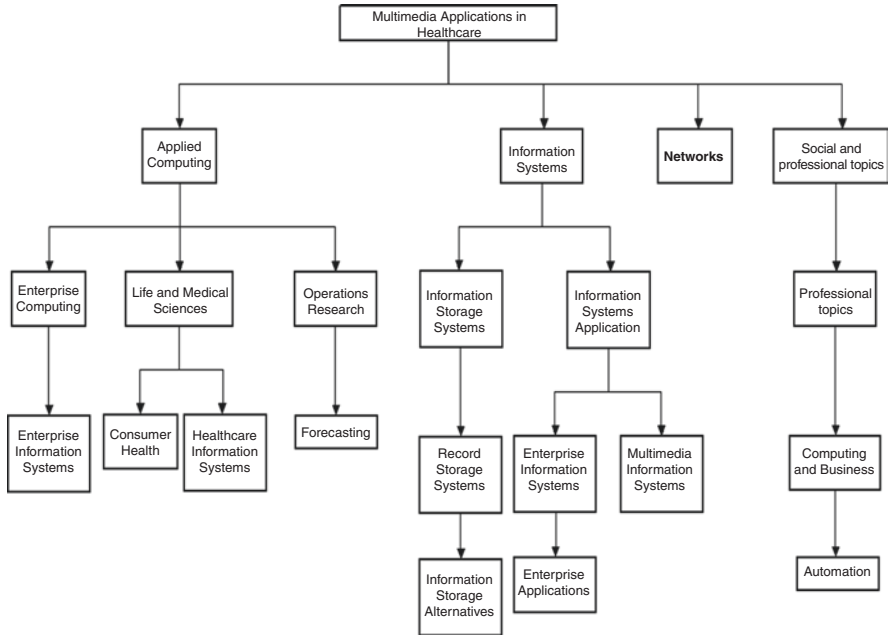 Multimedia Applications in
Healthcare
Applied
Computing
Information
Systems
Networks
Social and
professional topics
Enterprise
Computing
Life and Medical
Sciences
Operations
Research
Information
Storage
Systems
Information
Systems
Application
Professional
topics
Enterprise
Information
Systems
Consumer
Health
Healthcare
Information
Systems
Forecasting
Record
Storage
Systems
Enterprise
Information
Systems
Multimedia
Information
Systems
Computing
and Business
Information
Storage
Alternatives
Enterprise
Applications
Automation